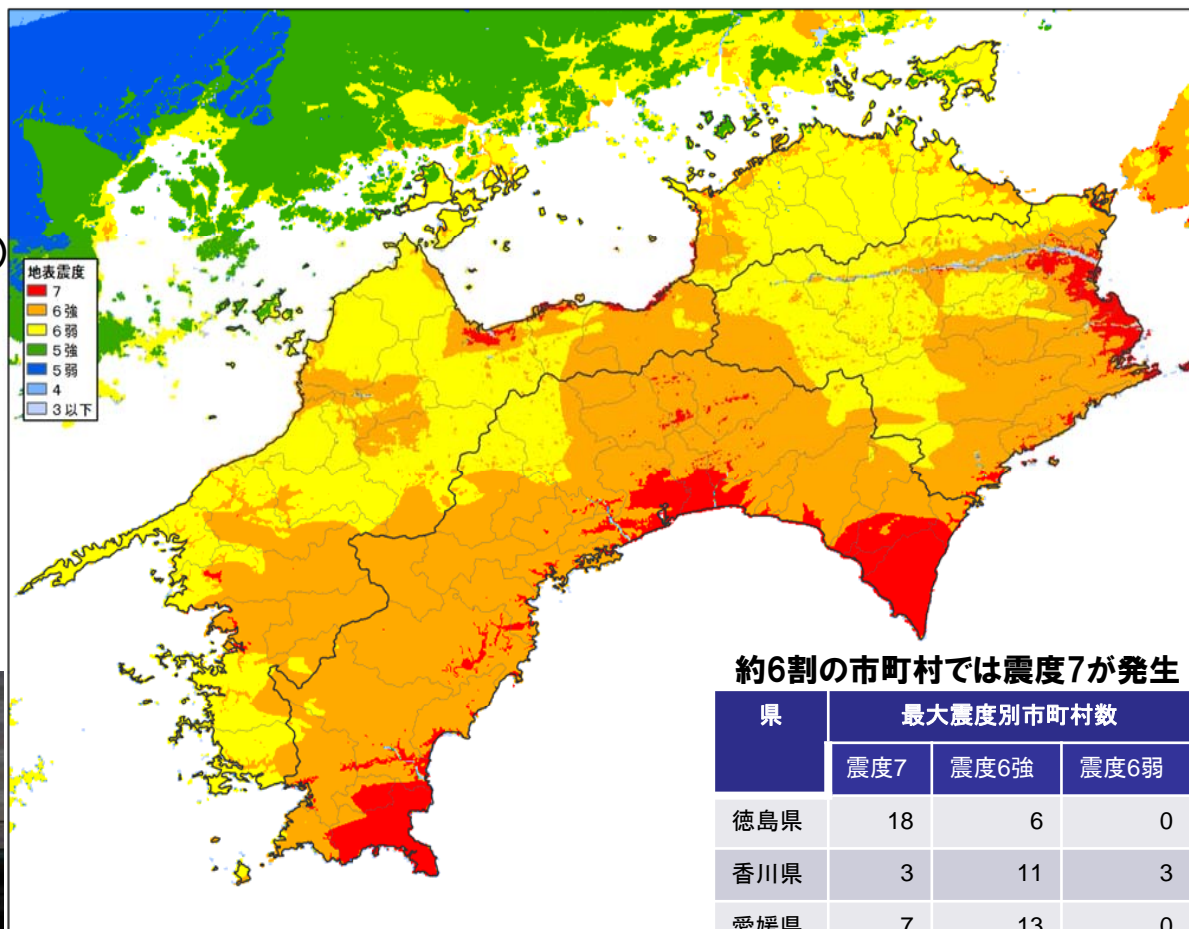 )
地表震度
7
6強
6弱
5強
5弱
4
3以下
約6割の市町村では震度7が発生
県 最大震度別市町村数
震度7 震度6強 震度6弱
徳島県 18 6 0
香川県 3 11 3
愛媛県 7 13 0